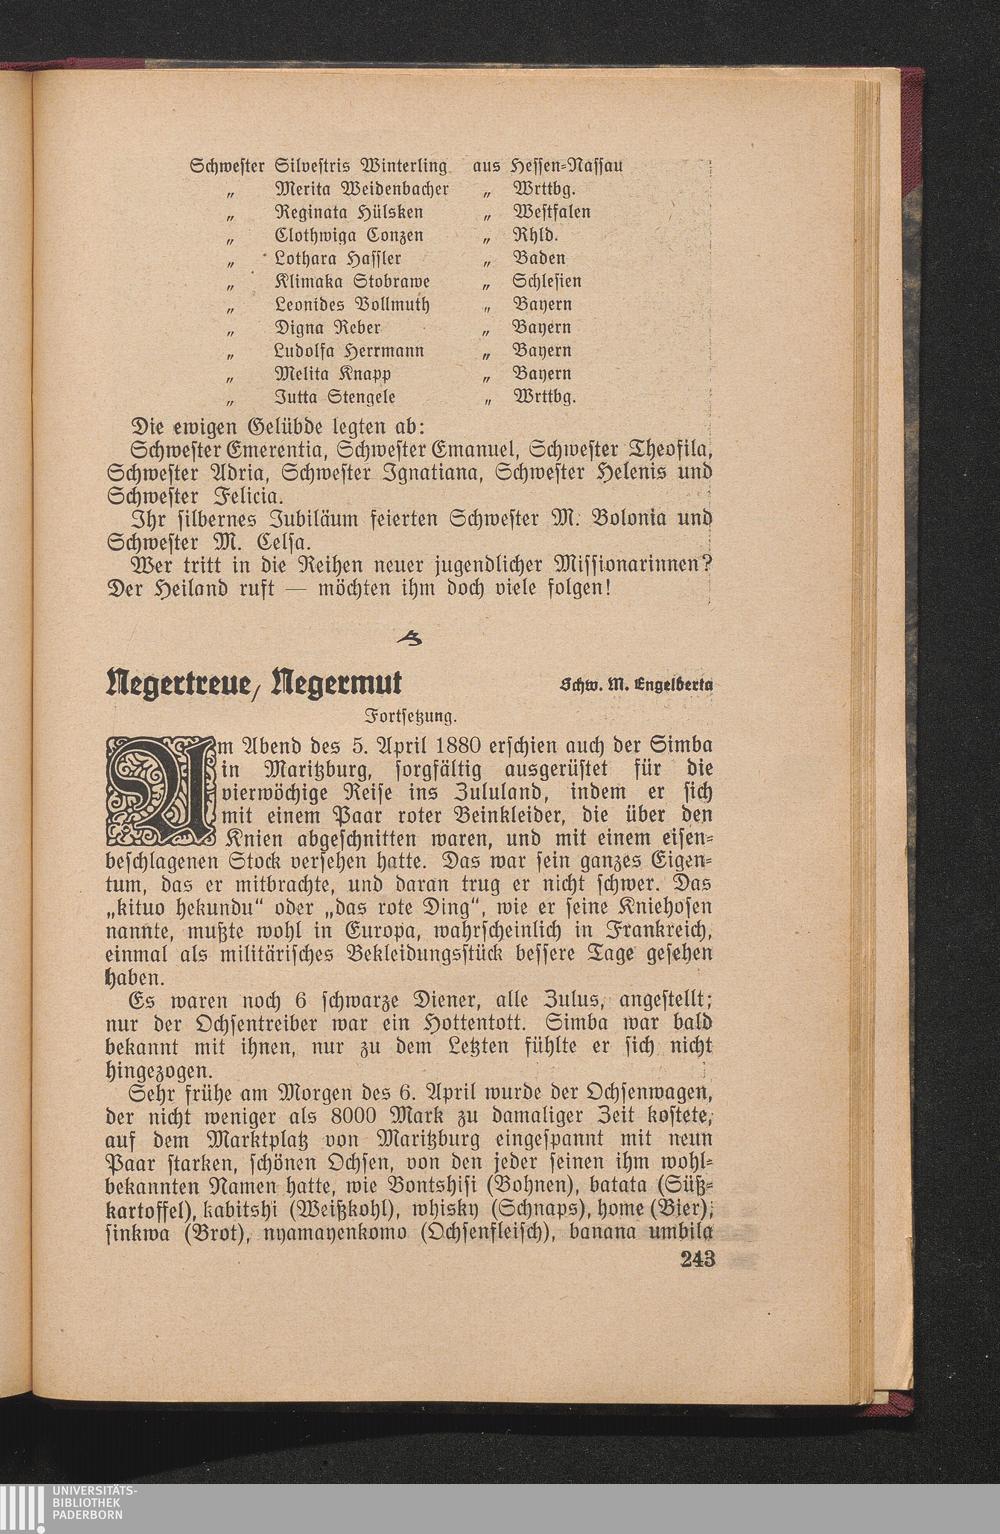 Schwester Silvestris Winterling aus Hessen-Nassau
„ Merita Weidenbacher „ Wrttbg.
„ Reginata Hülsken „ Westfalen
„ Clothwiga Conzen „ Rhld.
„ Lothara Hassler „ Baden
„ Klimaka Stobrawe „ Schlesien
„ Leonides Vollmuth „ Bayern
„ Digna Reber „ Bayern
„ Ludolfa Herrmann „ Bayern
„ Melita Knapp „ Bayern
„ Jutta Stengele „ Wrttbg.
Die ewigen Gelübde legten ab:
Schwester Emerentia, Schwester Emanuel, Schwester Theofila,
Schwester Adria, Schwester Ignatiana, Schwester Helenis und
Schwester Felicia.
Ihr silbernes Jubiläum feierten Schwester M. Bolonia und
Schwester M. Celsa.
Wer tritt in die Reihen neuer jugendlicher Missionarinnen?
Der Heiland ruft — möchten ihm doch viele folgen!
Negertreue, Negermut Schw. M. Engelberta
Fortsetzung.
Am Abend des 5. April 1880 erschien auch der Simba
in Maritzburg, sorgfältig ausgerüstet für die
vierwöchige Reise ins Zululand, indem er sich
mit einem Paar roter Beinkleider, die über den
Knien abgeschnitten waren, und mit einem eisen-
beschlagenen Stock versehen hatte. Das war sein ganzes Eigen-
tum, das er mitbrachte, und daran trug er nicht schwer. Das
„kituo hekundu“ oder „das rote Ding“, wie er seine Kniehosen
nannte, mußte wohl in Europa, wahrscheinlich in Frankreich,
einmal als militärisches Bekleidungsstück bessere Tage gesehen
haben.
Es waren noch 6 schwarze Diener, alle Zulus, angestellt;
nur der Ochsentreiber war ein Hottentott. Simba war bald
bekannt mit ihnen, nur zu dem Letzten fühlte er sich nicht
hingezogen.
Sehr frühe am Morgen des 6. April wurde der Ochsenwagen,
der nicht weniger als 8000 Mark zu damaliger Zeit kostete,
auf dem Marktplatz von Maritzburg eingespannt mit neun
Paar starken, schönen Ochsen, von den jeder seinen ihm wohl-
bekannten Namen hatte, wie Bontshisi (Bohnen), batata (Süß-
kartoffel), kabitshi (Weißkohl), whisky (Schnaps), home (Bier),
sinkwa (Brot), nyamayenkomo (Ochsenfleisch), banana umbila
243
UNIVERSITÄTS-
BIBLIOTHEK
PADERBORN